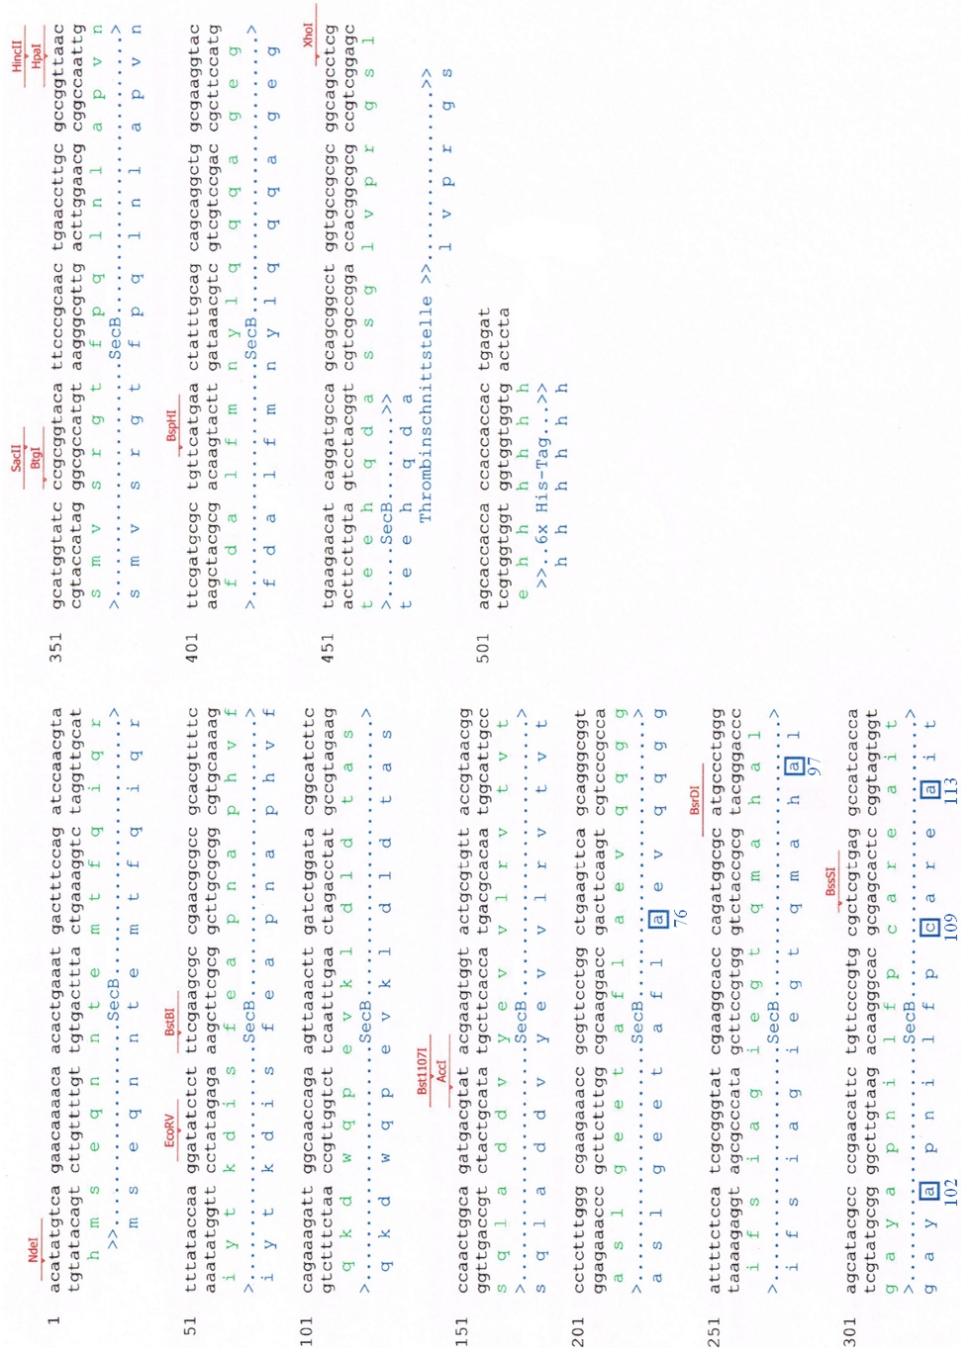 NdeI
1 acatatgtca gaacaaaaca acactgaaat gactttccag atccaacgta
tgtatacagt cttgttttgt tgtgacttta ctgaaaggtc taggttgcat
h m s e q n n t e m t f q i q r
>>..................SecB..................>
m s e q n n t e m t f q i q r
EcoRV BstBI
51 tttataccaa ggatatctct ttcgaagcgc cgaacgcgcc gcacgttttc
aaatatggtt cctatagaga aagcttcgcg gcttgcgcgg cgtgcaaaag
i y t k d i s f e a p n a p h v f
>......................SecB......................>
i y t k d i s f e a p n a p h v f
101 cagaaagatt ggcaaccaga agttaaactt gatctggata cggcatcttc
gtctttctaa ccgttggtct tcaatttgaa ctagacctat gccgtagaag
q k d w q p e v k l d l d t a s
>......................SecB......................>
q k d w q p e v k l d l d t a s
Bst1107I
AccI
151 ccaactggca gatgacgtat acgaagtggt actgcgtgtt accgtaacgg
ggttgaccgt ctactgcata tgcttcacca tgacgcacaa tggcattgcc
s q l a d d v y e v v l r v t v t
>......................SecB......................>
s q l a d d v y e v v l r v t v t
201 cctctttggg cgaagaaacc gcgttcctgg ctgaagttca gcagggcggt
ggagaaaccc gcttctttgg cgcaaggacc gacttcaagt cgtcccgcca
a s l g e e t a f l a e v q q g g
>......................SecB......................>
a s l g e e t a f l a e v q q g g
76
BsrDI
251 attttctcca tcgcgggtat cgaaggcacc cagatggcgc atgccctggg
taaaagaggt agcgcccata gcttccgtgg gtctaccgcg tacgggaccc
i f s i a g i e g t q m a h a l
>......................SecB......................>
i f s i a g i e g t q m a h a l
97
BssSI
301 agcatacgcc ccgaacattc tgttcccgtg cgctcgtgag gccatcacca
tcgtatgcgg ggcttgtaag acaagggcac gcgagcactc cggtagtggt
g a y a p n i l f p c a r e a i t
>......................SecB......................>
g a y a p n i l f p c a r e a i t
102 109 113
SacII HincII
BtgI HpaI
351 gcatggtatc ccgcggtaca ttcccgcaac tgaaccttgc gccggttaac
cgtaccatag ggcgccatgt aagggcgttg acttggaacg cggccaattg
s m v s r g t f p q l n l a p v n
>......................SecB......................>
s m v s r g t f p q l n l a p v n
BspHI
401 ttcgatgcgc tgttcatgaa ctatttgcag cagcaggctg gcgaaggtac
aagctacgcg acaagtactt gataaacgtc gtcgtccgac cgcttccatg
f d a l f m n y l q q q a g e g
>......................SecB......................>
f d a l f m n y l q q q a g e g
XhoI
451 tgaagaacat caggatgcca gcagcggcct ggtgccgcgc ggcagcctcg
acttcttgta gtcctacggt cgtcgccgga ccacggcgcg ccgtcggagc
t e e h q d a s s g l v p r g s l
>.....SecB.......>>
t e e h q d a
Thrombinschnittstelle >>...............>>
l v p r g s
501 agcaccacca ccaccaccac tgagat
tcgtggtggt ggtggtggtg actcta
e h h h h h h
>>..6x His-Tag...>>
h h h h h h